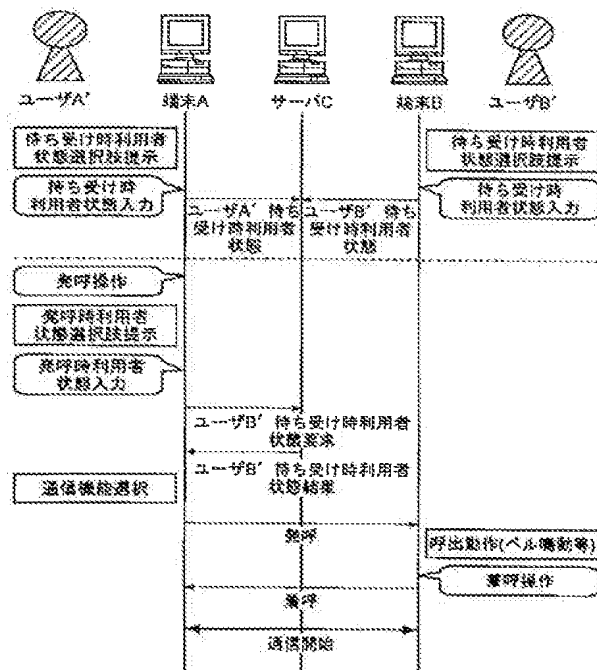 ユーザA'
端末A
サーバC
端末B
ユーザB'
待ち受け時利用者
状態選択肢提示
待ち受け時利用者
状態選択肢提示
待ち受け時
利用者状態入力
待ち受け時
利用者状態入力
ユーザA' 待ち
受け時利用者
状態
ユーザB' 待ち
受け時利用者
状態
発呼操作
発呼時利用者
状態選択肢提示
発呼時利用者
状態入力
ユーザB' 待ち受け時利用者
状態要求
ユーザB' 待ち受け時利用者
状態結果
通信機能選択
発呼
呼出動作(ベル鳴動等)
着呼操作
着呼
通信開始